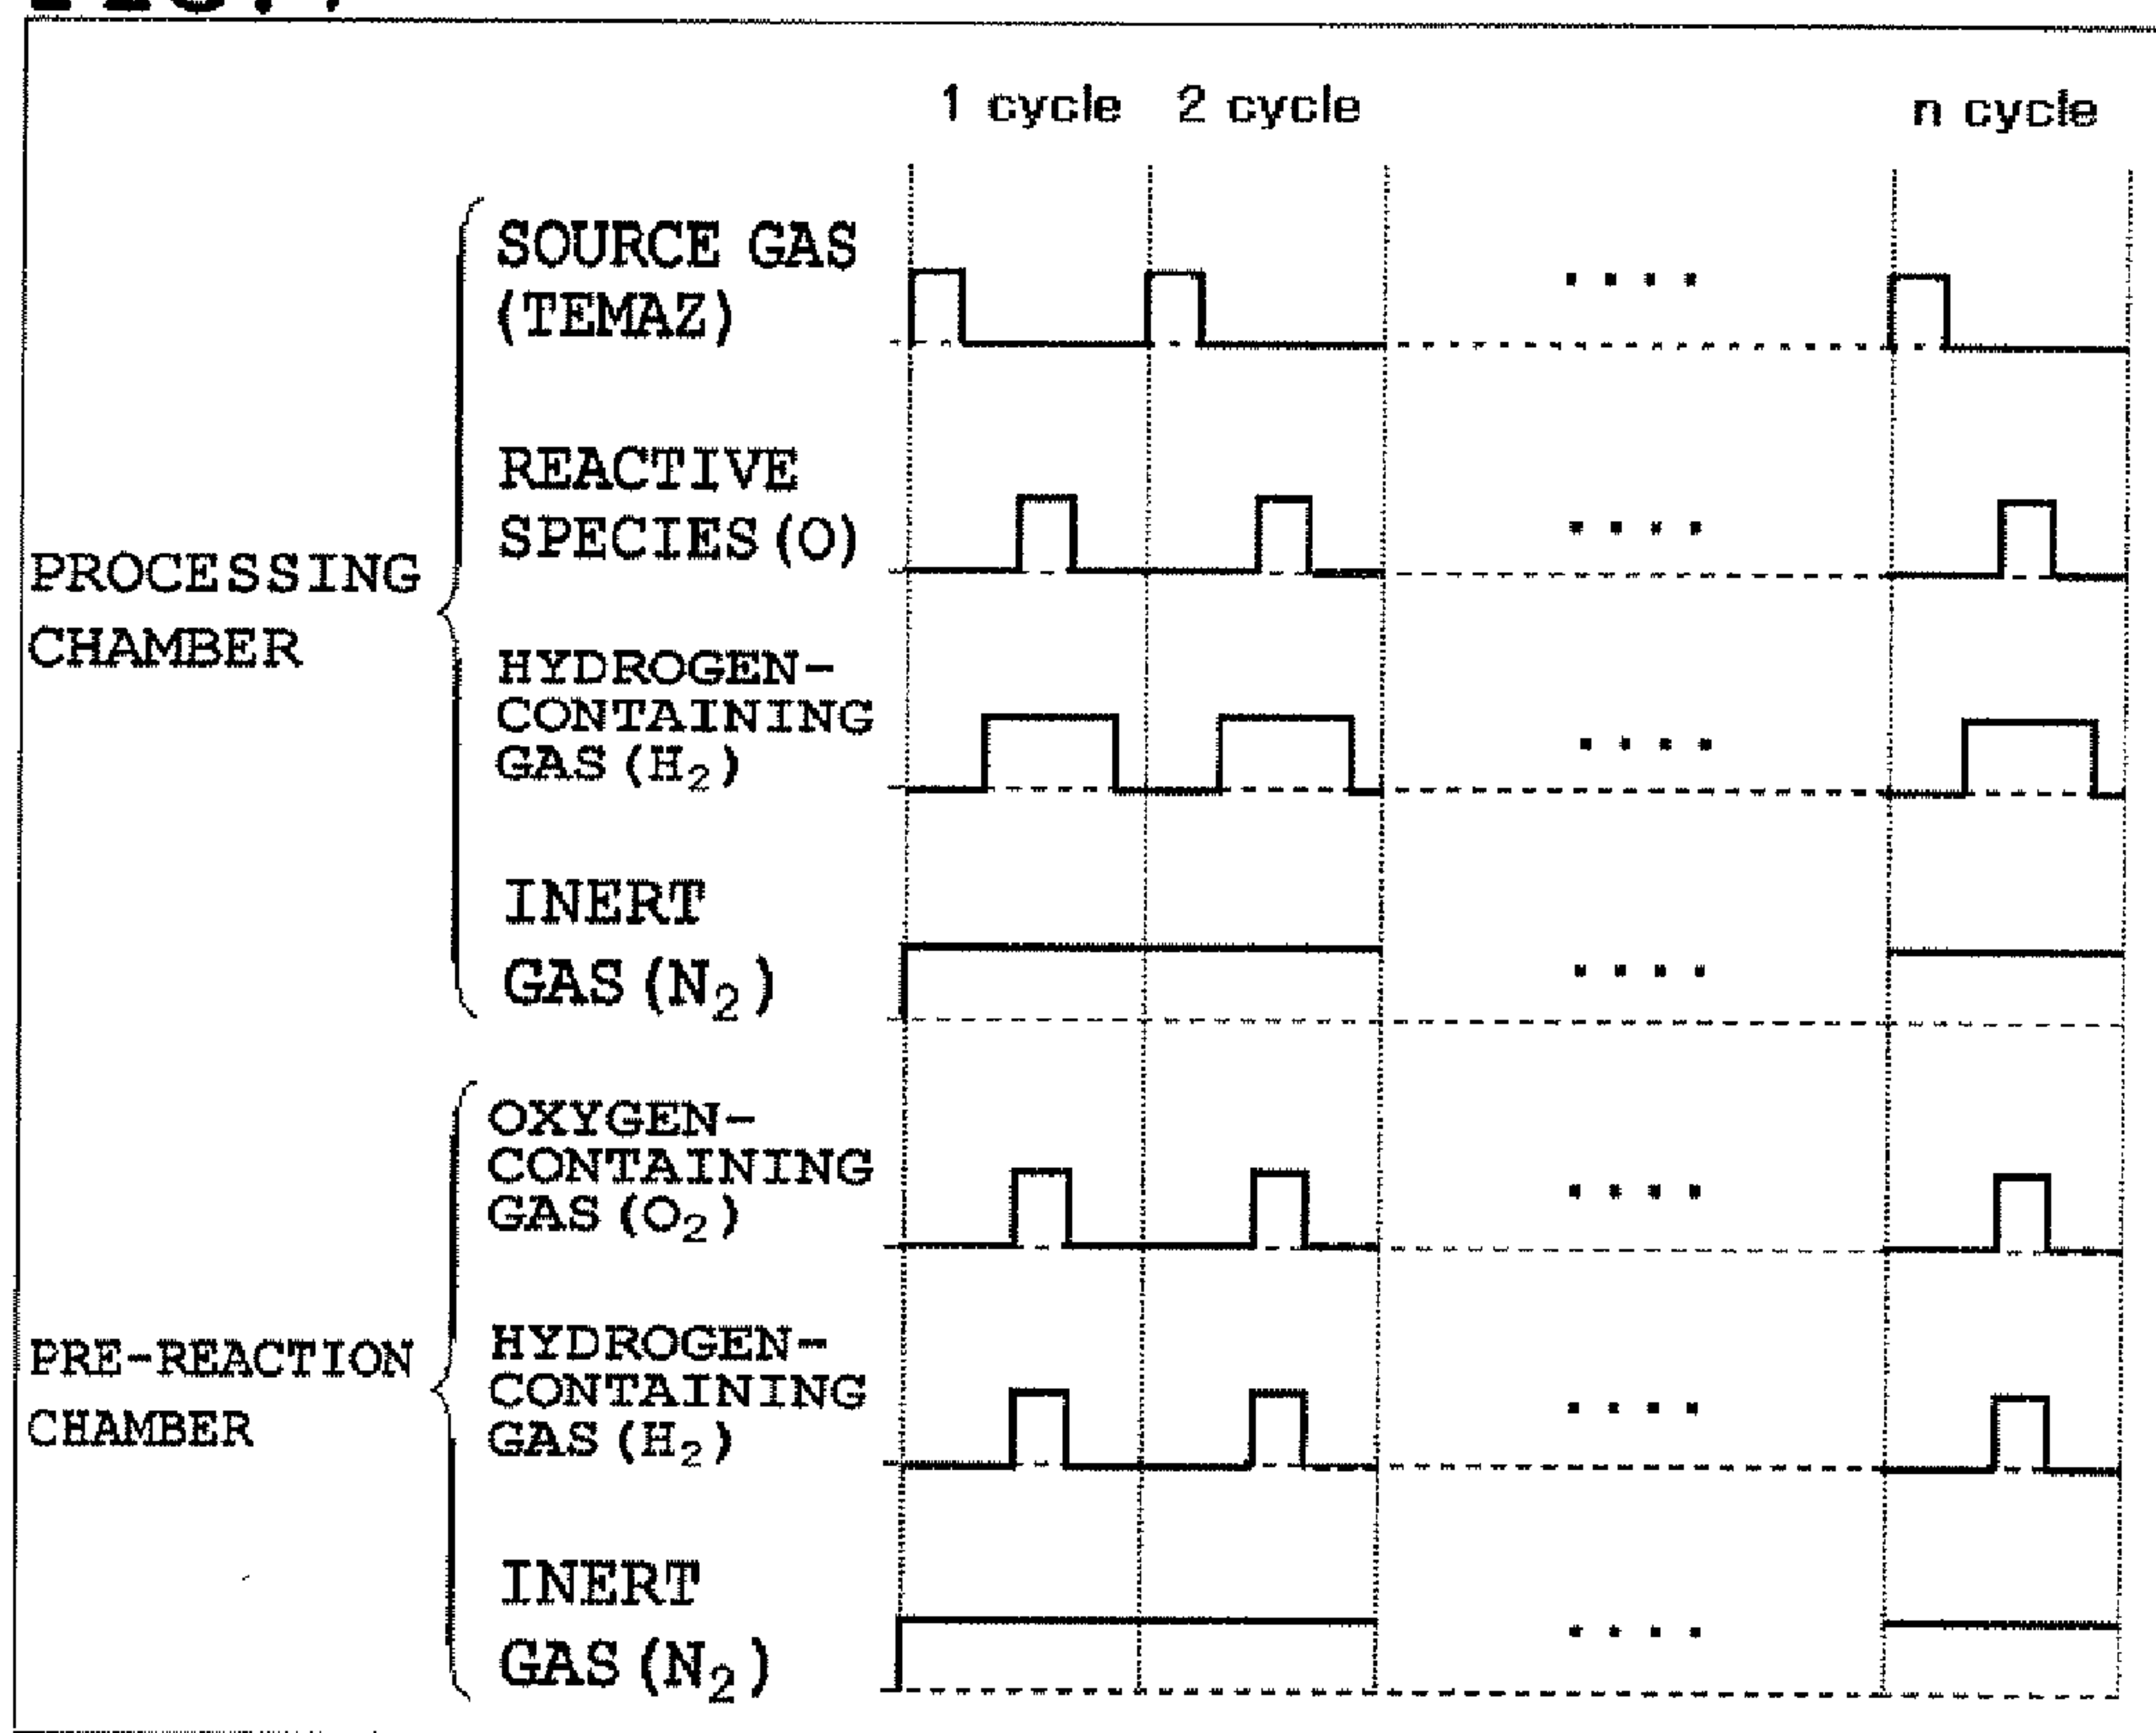 1 cycle 2 cycle n cycle
SOURCE GAS
(TEMAZ)
REACTIVE
SPECIES (O)
PROCESSING
CHAMBER
HYDROGEN-
CONTAINING
GAS (H₂)
INERT
GAS (N₂)
OXYGEN-
CONTAINING
GAS (O₂)
PRE-REACTION
CHAMBER
HYDROGEN-
CONTAINING
GAS (H₂)
INERT
GAS (N₂)